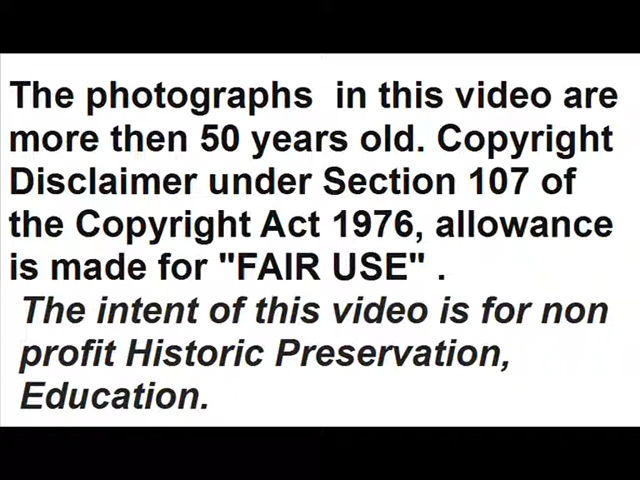 The photographs  in this video are
more then 50 years old. Copyright
Disclaimer under Section 107 of
the Copyright Act 1976, allowance
is made for "FAIR USE" .
The intent of this video is for non
profit Historic Preservation,
Education.